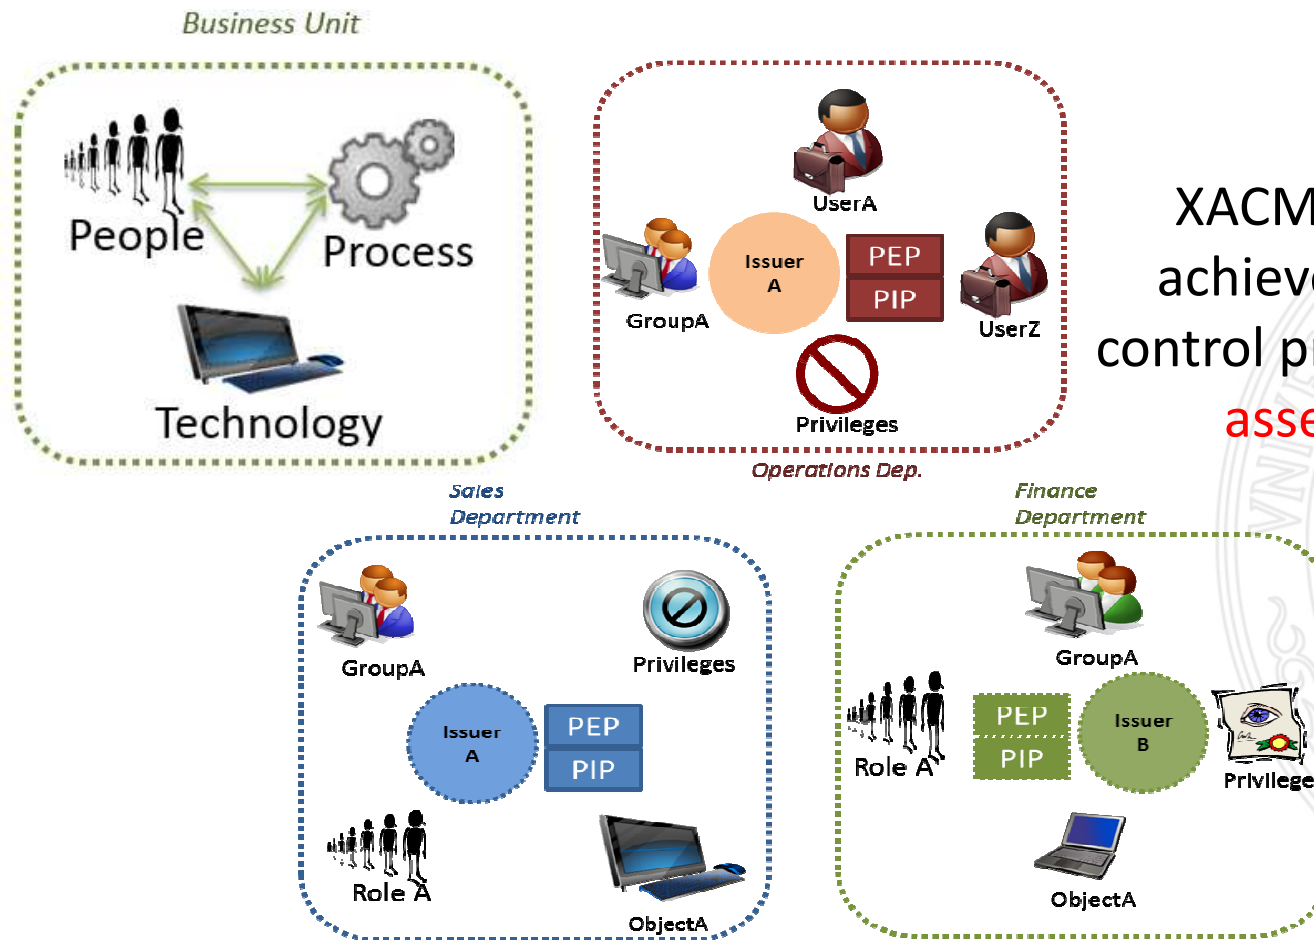 Business Unit
People
Process
Technology
UserA
GroupA
Issuer
A
PEP
PIP
UserZ
Privileges
Operations Dep.
XACM
achieve
control pr
asse
Sales
Department
GroupA
Privileges
Issuer
A
PEP
PIP
Role A
ObjectA
Finance
Department
GroupA
Role A
PEP
PIP
Issuer
B
Privilege
ObjectA
VNIVE